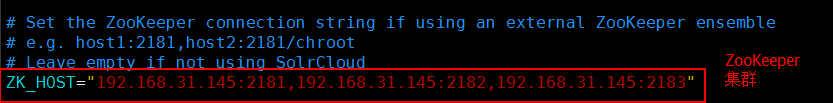 # Set the ZooKeeper connection string if using an external ZooKeeper ensemble
# e.g. host1:2181,host2:2181/chroot
# Leave empty if not using SolrCloud
ZK_HOST="192.168.31.145:2181,192.168.31.145:2182,192.168.31.145:2183"
ZooKeeper
集群